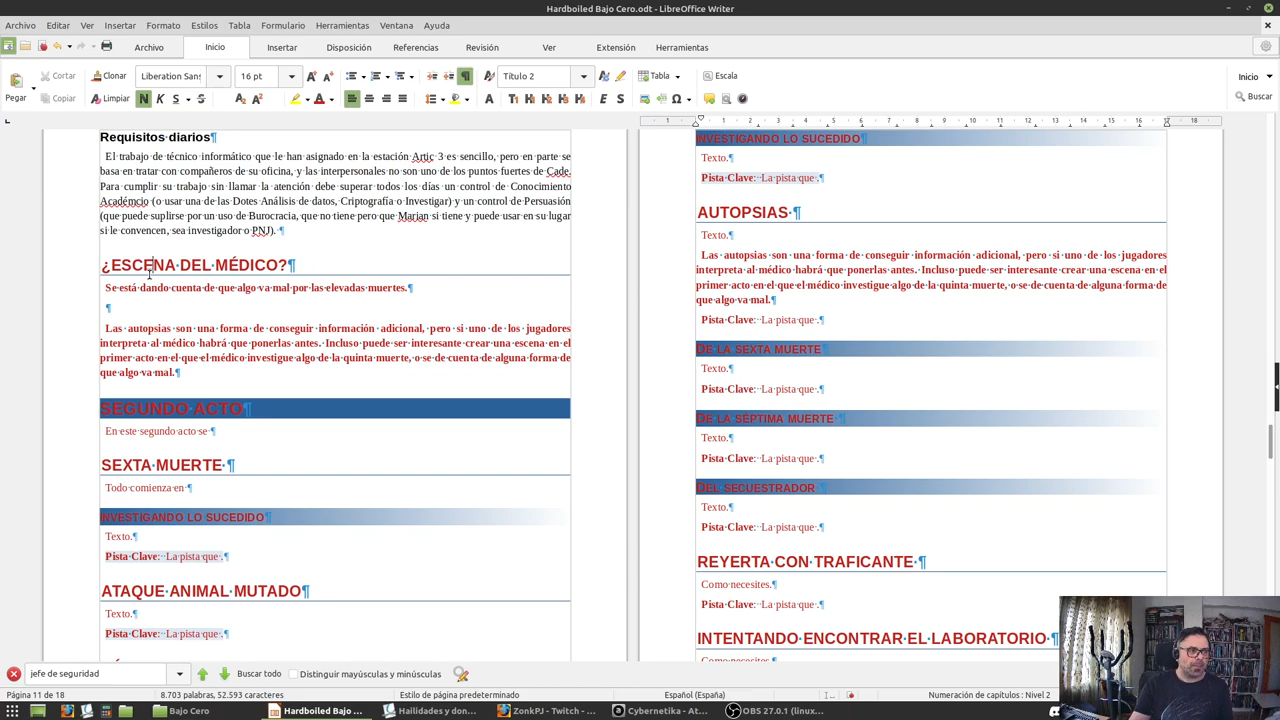 Hardboiled Bajo Cero.odt - LibreOffice Writer
Archivo Editar Ver Insertar Formato Estilos Tabla Formulario Herramientas Ventana Ayuda
Archivo Inicio Insertar Disposición Referencias Revisión Ver Extensión Herramientas
Cortar Clonar Liberation Sans 16 pt Título 2 Tabla Escala Inicio
Pegar Copiar Limpiar Buscar
1 1 2 3 4 5 6 7 8 9 10 11 12 13 14 15 16 18
Requisitos diarios¶
El trabajo de técnico informático que le han asignado en la estación Artic 3 es sencillo, pero en parte se
basa en tratar con compañeros de su oficina, y las interpersonales no son uno de los puntos fuertes de Cade.
Para cumplir su trabajo sin llamar la atención debe superar todos los días un control de Conocimiento
Académcio (o usar una de las Dotes Análisis de datos, Criptografía o Investigar) y un control de Persuasión
(que puede suplirse por un uso de Burocracia, que no tiene pero que Marian si tiene y puede usar en su lugar
si le convencen, sea investigador o PNJ). ¶
¿ESCENA DEL MÉDICO?¶
Se está dando cuenta de que algo va mal por las elevadas muertes.¶
¶
Las autopsias son una forma de conseguir información adicional, pero si uno de los jugadores
interpreta al médico habrá que ponerlas antes. Incluso puede ser interesante crear una escena en el
primer acto en el que el médico investigue algo de la quinta muerte, o se de cuenta de alguna forma de
que algo va mal.¶
SEGUNDO ACTO¶
En este segundo acto se ¶
SEXTA MUERTE ¶
Todo comienza en ¶
INVESTIGANDO LO SUCEDIDO¶
Texto.¶
Pista Clave: La pista que .¶
ATAQUE ANIMAL MUTADO¶
Texto.¶
Pista Clave: La pista que .¶
INVESTIGANDO LO SUCEDIDO¶
Texto.¶
Pista Clave: La pista que .¶
AUTOPSIAS ¶
Texto.¶
Las autopsias son una forma de conseguir información adicional, pero si uno de los jugadores
interpreta al médico habrá que ponerlas antes. Incluso puede ser interesante crear una escena en el
primer acto en el que el médico investigue algo de la quinta muerte, o se de cuenta de alguna forma de
que algo va mal.¶
Pista Clave: La pista que .¶
DE LA SEXTA MUERTE¶
Texto.¶
Pista Clave: La pista que .¶
DE LA SÉPTIMA MUERTE ¶
Texto.¶
Pista Clave: La pista que .¶
DEL SECUESTRADOR ¶
Texto.¶
Pista Clave: La pista que .¶
REYERTA CON TRAFICANTE ¶
Como necesites.¶
Pista Clave: La pista que .¶
INTENTANDO ENCONTRAR EL LABORATORIO ¶
jefe de seguridad Buscar todo Distinguir mayúsculas y minúsculas
Página 11 de 18 8.703 palabras, 52.593 caracteres Estilo de página predeterminado Español (España) Numeración de capítulos : Nivel 2
Bajo Cero Hardboiled Bajo ... Hailidades y don... ZonkPJ - Twitch - ... Cybernetika - At... OBS 27.0.1 (linux...